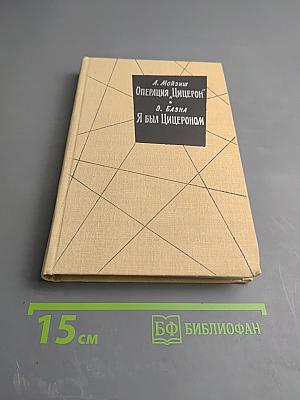 Л. Мойзиш
Операция „Цицерон"
Э. Базна
Я был Цицероном
15 см
БФ БИБЛИОФАН